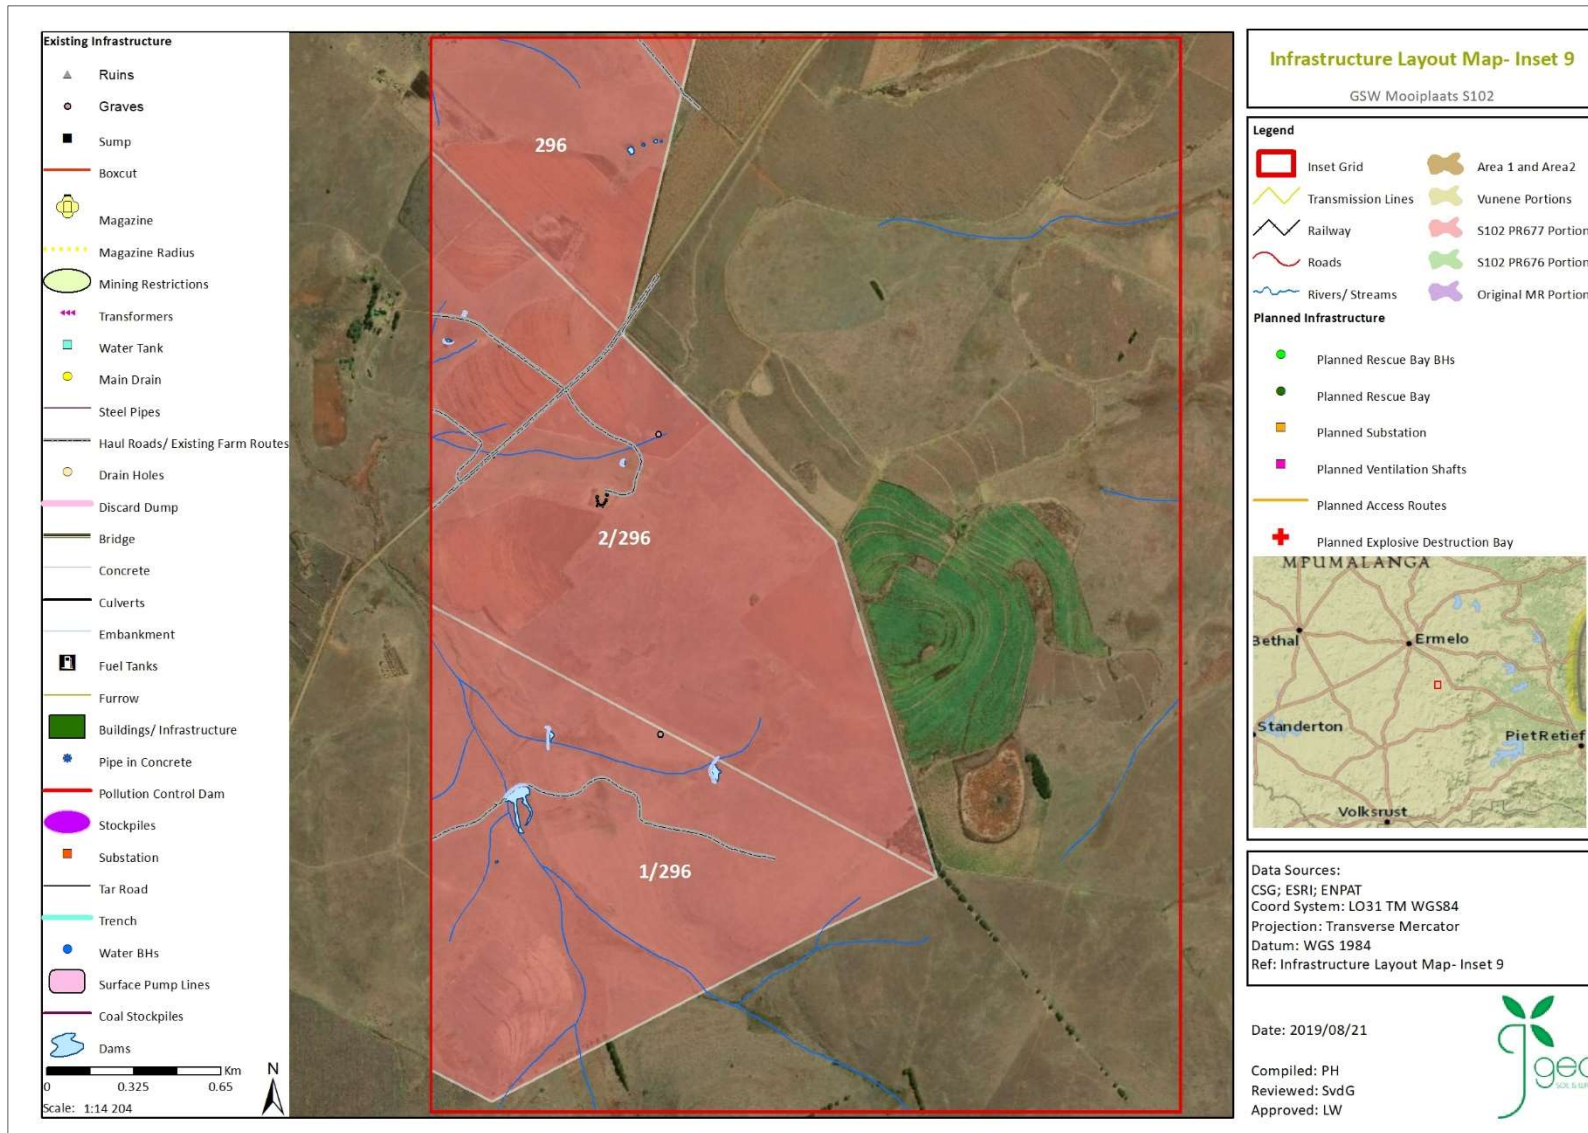 Existing Infrastructure
Ruins
Graves
Sump
Boxcut
Magazine
Magazine Radius
Mining Restrictions
Transformers
Water Tank
Main Drain
Steel Pipes
Haul Roads/ Existing Farm Routes
Drain Holes
Discard Dump
Bridge
Concrete
Culverts
Embankment
Fuel Tanks
Furrow
Buildings/ Infrastructure
Pipe in Concrete
Pollution Control Dam
Stockpiles
Substation
Tar Road
Trench
Water BHs
Surface Pump Lines
Coal Stockpiles
Dams
Km
0 0.325 0.65
Scale: 1:14 204
N
296
2/296
1/296
Infrastructure Layout Map- Inset 9
GSW Mooiplaats S102
Legend
Inset Grid
Transmission Lines
Railway
Roads
Rivers/ Streams
Area 1 and Area2
Vunene Portions
S102 PR677 Portion
S102 PR676 Portion
Original MR Portion
Planned Infrastructure
Planned Rescue Bay BHs
Planned Rescue Bay
Planned Substation
Planned Ventilation Shafts
Planned Access Routes
Planned Explosive Destruction Bay
MPUMALANGA
Bethal
Ermelo
Standerton
Piet Retief
Volksrust
Data Sources:
CSG; ESRI; ENPAT
Coord System: LO31 TM WGS84
Projection: Transverse Mercator
Datum: WGS 1984
Ref: Infrastructure Layout Map- Inset 9
Date: 2019/08/21
Compiled: PH
Reviewed: SvdG
Approved: LW